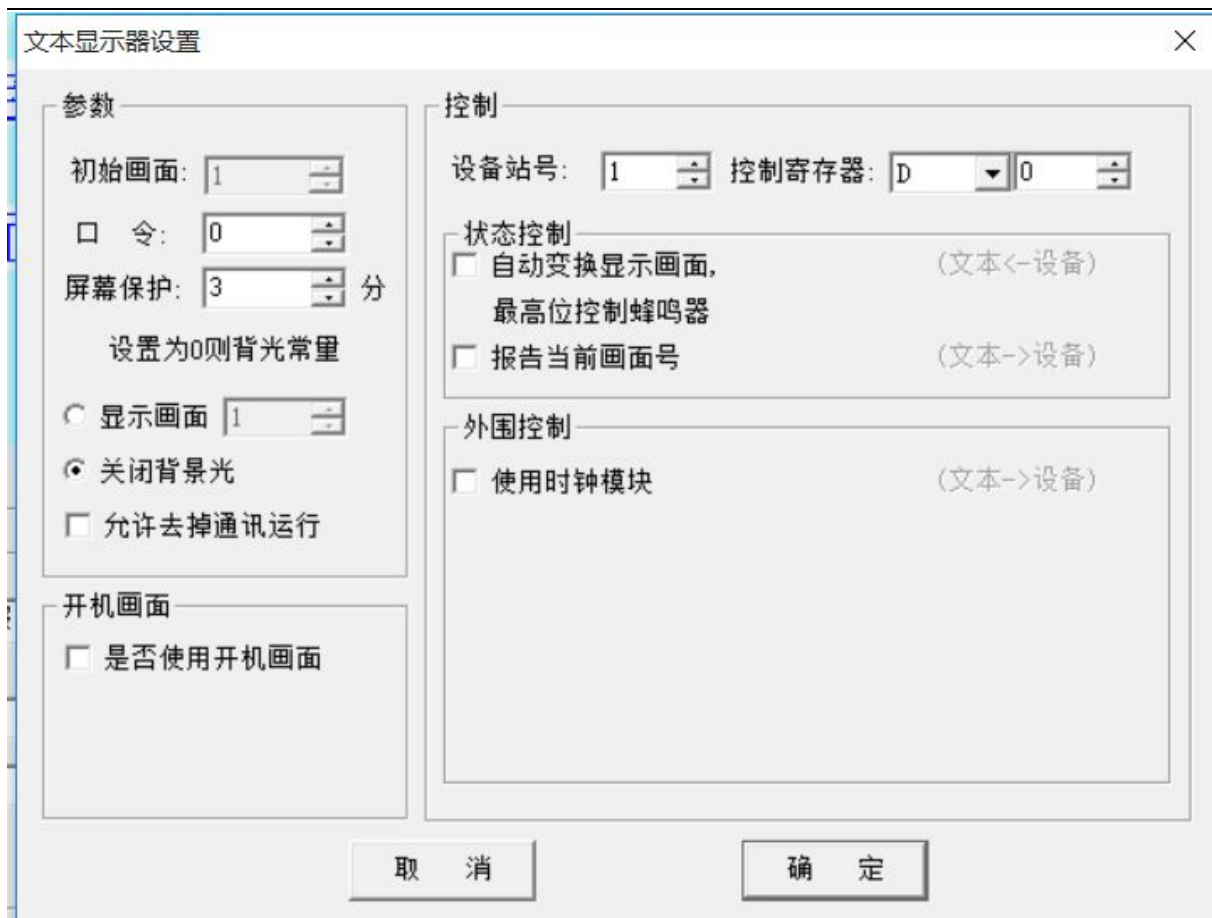 文本显示器设置
参数
初始画面: 1
口 令: 0
屏幕保护: 3 分
设置为0则背光常量
显示画面 1
关闭背景光
允许去掉通讯运行
开机画面
是否使用开机画面
控制
设备站号: 1 控制寄存器: D 0
状态控制
自动变换显示画面, (文本<-设备)
最高位控制蜂鸣器
报告当前画面号 (文本->设备)
外围控制
使用时钟模块 (文本->设备)
取 消
确 定